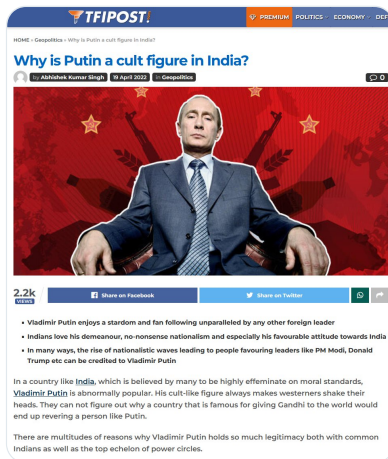 TFIPOST!
PREMIUM POLITICS ECONOMY DEF
HOME » Geopolitics » Why is Putin a cult figure in India?
Why is Putin a cult figure in India?
by Abhishek Kumar Singh 19 April 2022 in Geopolitics 0
2.2k
VIEWS
Share on Facebook Share on Twitter
• Vladimir Putin enjoys a stardom and fan following unparalleled by any other foreign leader
• Indians love his demeanour, no-nonsense nationalism and especially his favourable attitude towards India
• In many ways, the rise of nationalistic waves leading to people favouring leaders like PM Modi, Donald
Trump etc can be credited to Vladimir Putin
In a country like India, which is believed by many to be highly effeminate on moral standards,
Vladimir Putin is abnormally popular. His cult-like figure always makes westerners shake their
heads. They can not figure out why a country that is famous for giving Gandhi to the world would
end up revering a person like Putin.
There are multitudes of reasons why Vladimir Putin holds so much legitimacy both with common
Indians as well as the top echelon of power circles.